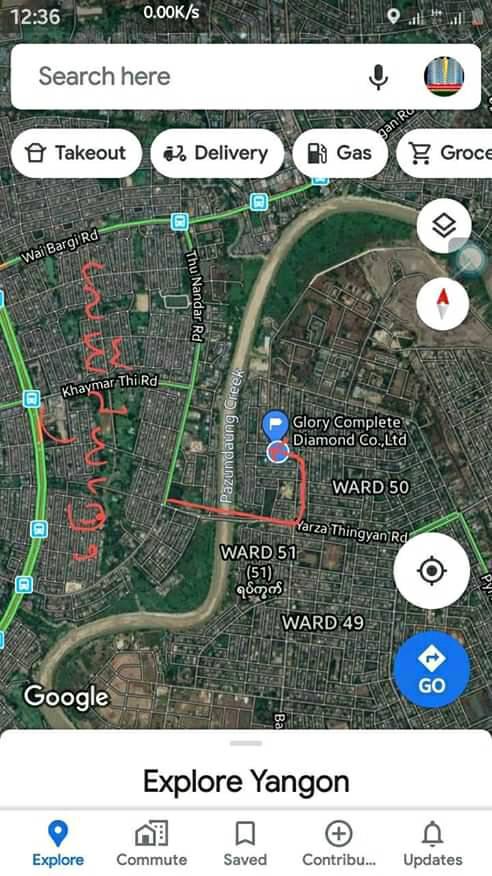 12:36
0.00K/s
Search here
Takeout
Delivery
Gas
Groce
Wai Bargi Rd
Thu Nandar Rd
Khaymar Thi Rd
Pazundaung Creek
Glory Complete
Diamond Co.,Ltd
WARD 50
Yarza Thingyan Rd
WARD 51
(51)
ရပ်ကွက်
WARD 49
GO
Google
Ba
Explore Yangon
Explore
Commute
Saved
Contribu...
Updates